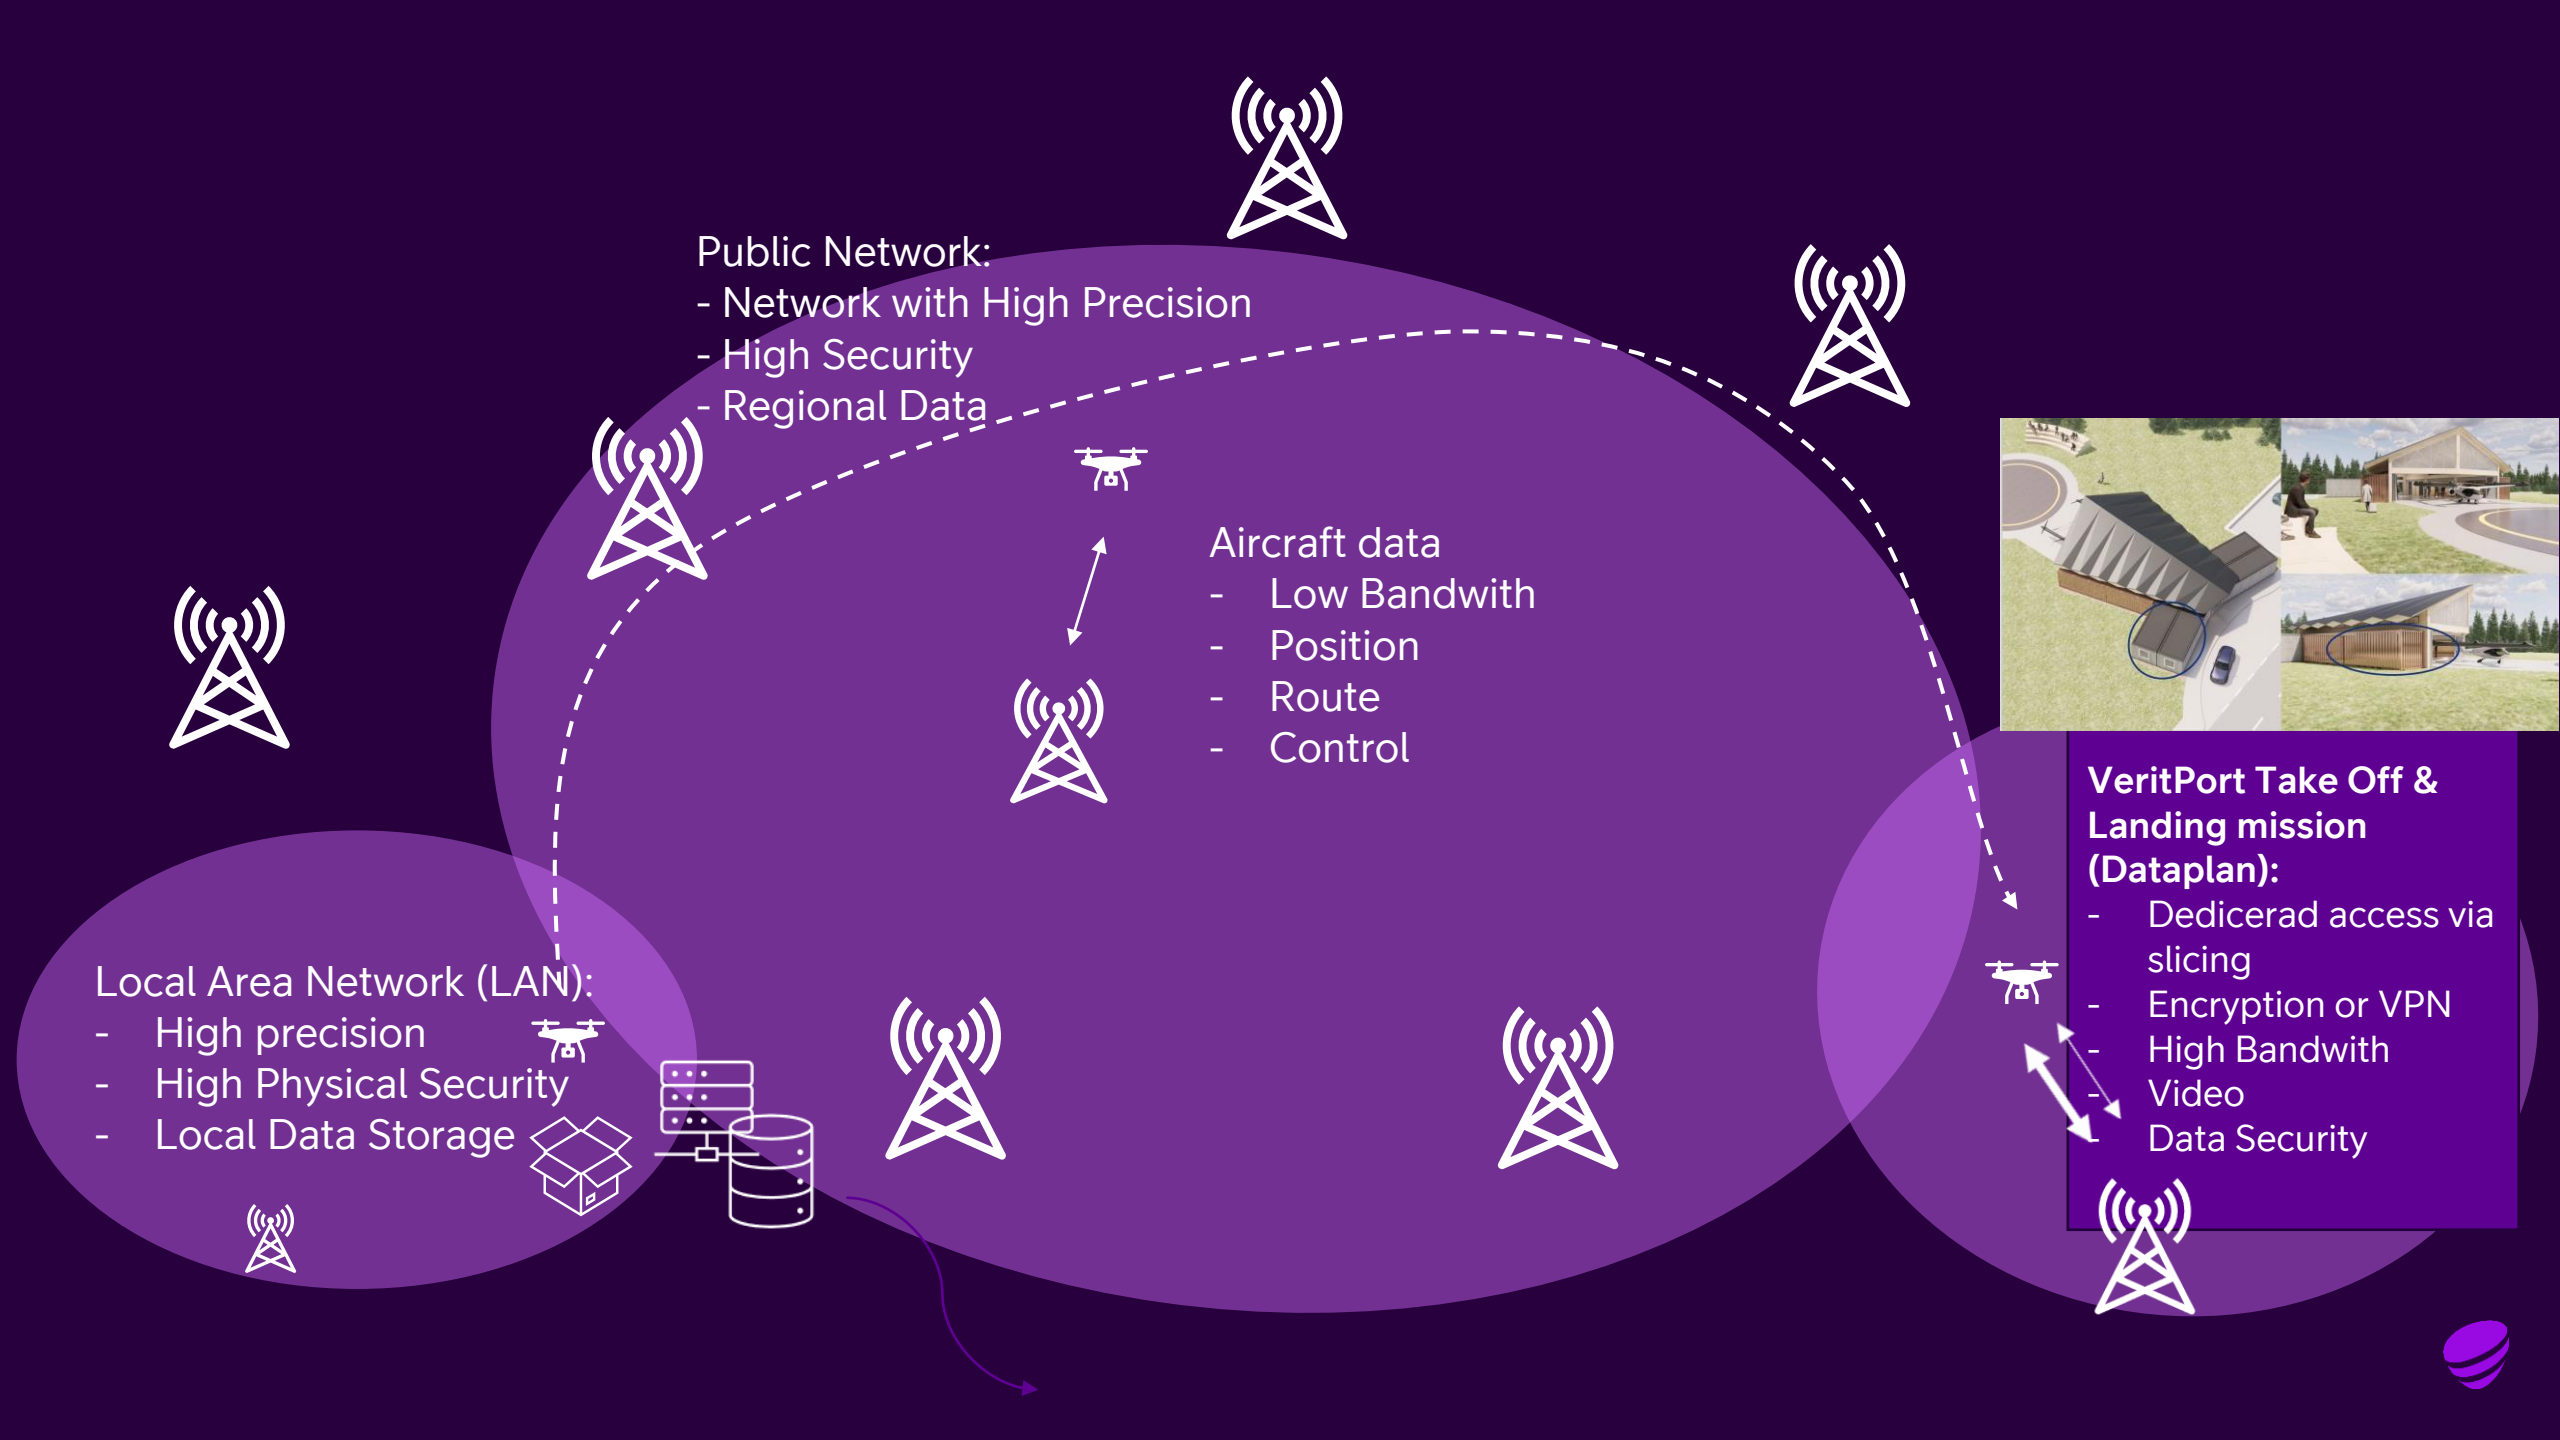 Public Network:
- Network with High Precision
- High Security
- Regional Data
Aircraft data
- Low Bandwith
- Position
- Route
- Control
Local Area Network (LAN):
- High precision
- High Physical Security
- Local Data Storage
VeritPort Take Off &
Landing mission
(Dataplan):
- Dedicerad access via
slicing
- Encryption or VPN
- High Bandwith
- Video
- Data Security